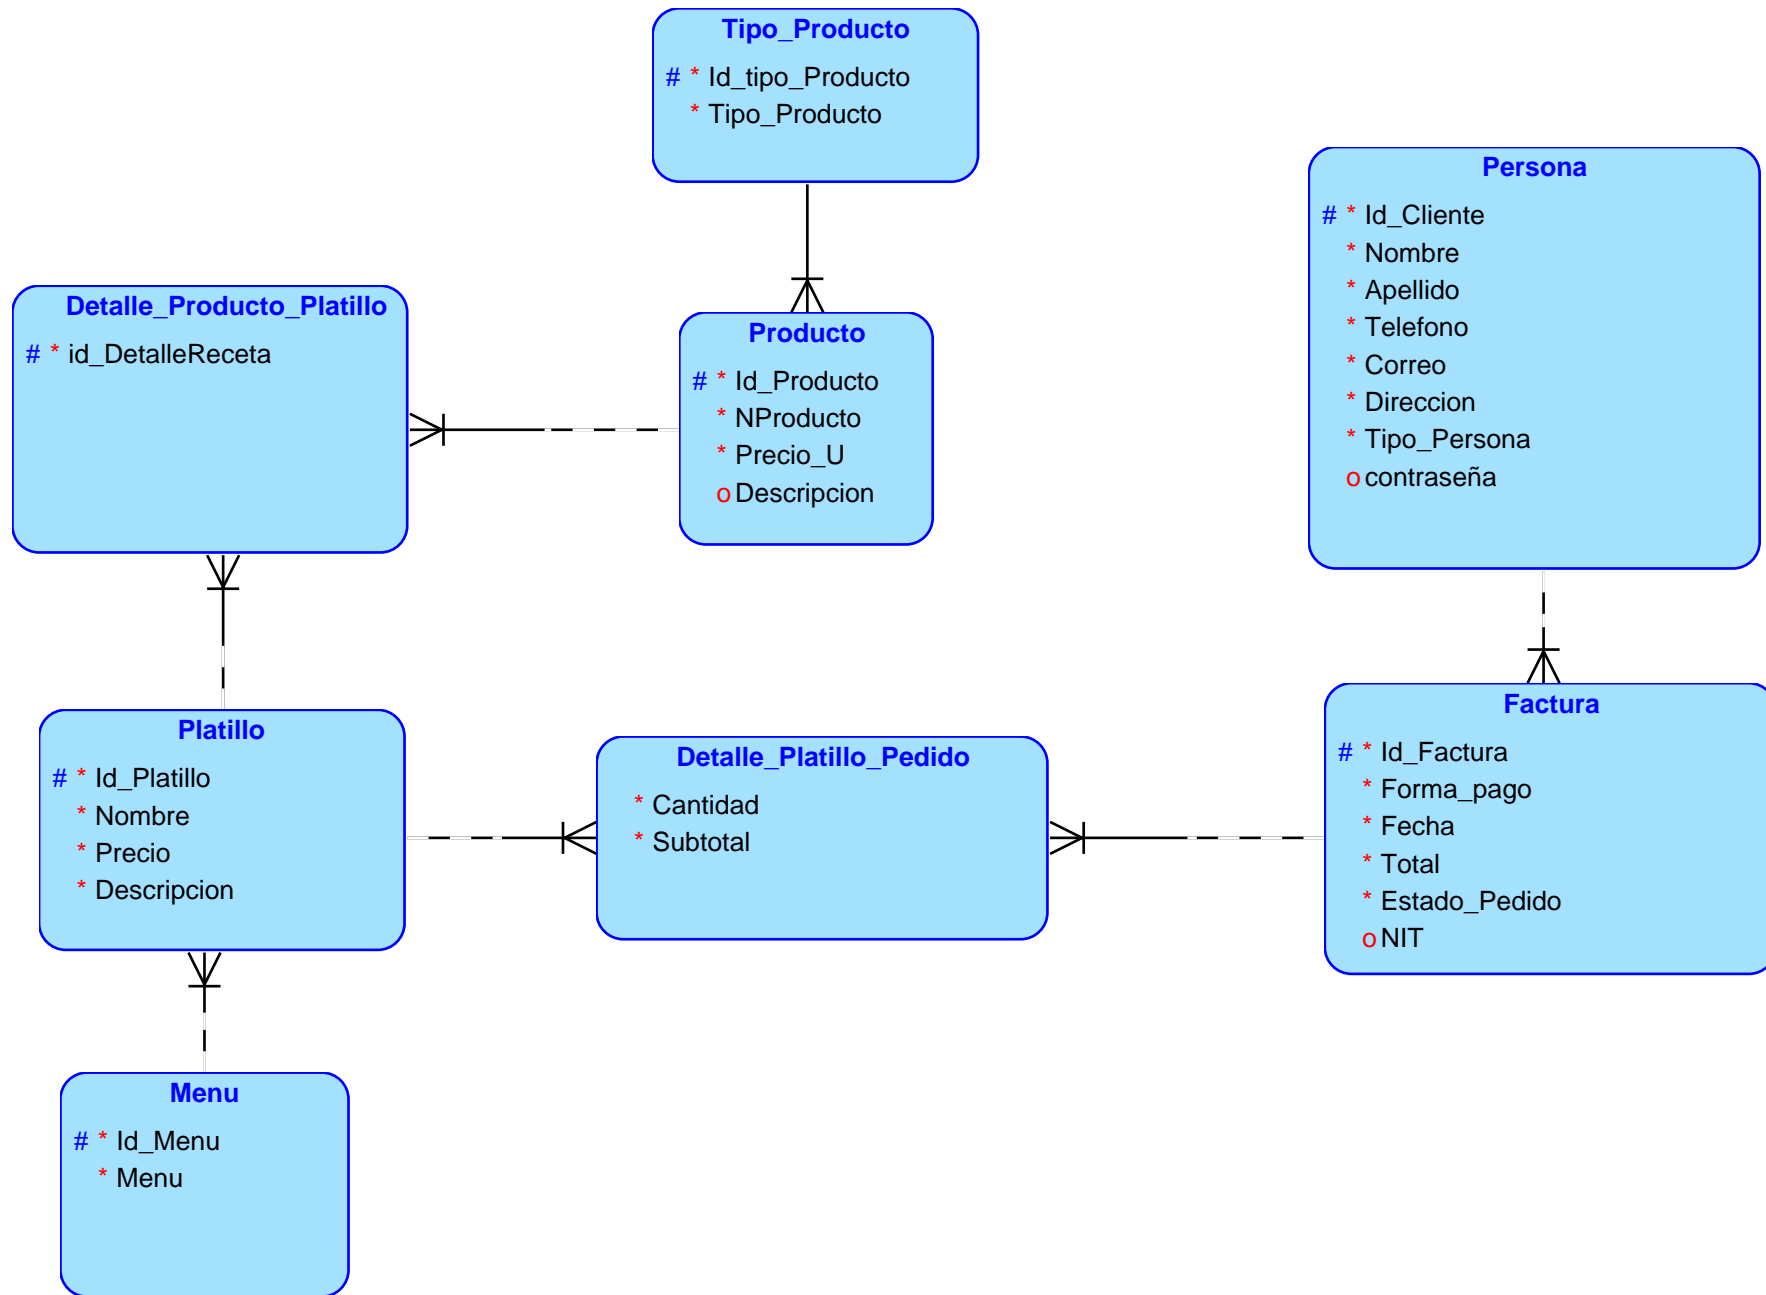 Tipo_Producto
# * Id_tipo_Producto
* Tipo_Producto
Persona
# * Id_Cliente
* Nombre
* Apellido
* Telefono
* Correo
* Direccion
* Tipo_Persona
o contraseña
Detalle_Producto_Platillo
# * id_DetalleReceta
Producto
# * Id_Producto
* NProducto
* Precio_U
o Descripcion
Platillo
# * Id_Platillo
* Nombre
* Precio
* Descripcion
Detalle_Platillo_Pedido
* Cantidad
* Subtotal
Factura
# * Id_Factura
* Forma_pago
* Fecha
* Total
* Estado_Pedido
o NIT
Menu
# * Id_Menu
* Menu